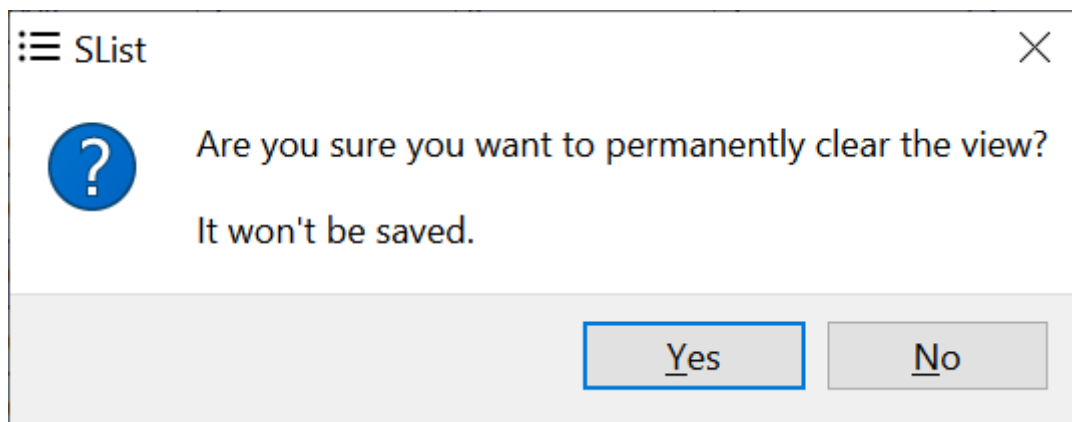 SList
Are you sure you want to permanently clear the view?
It won't be saved.
Yes
No